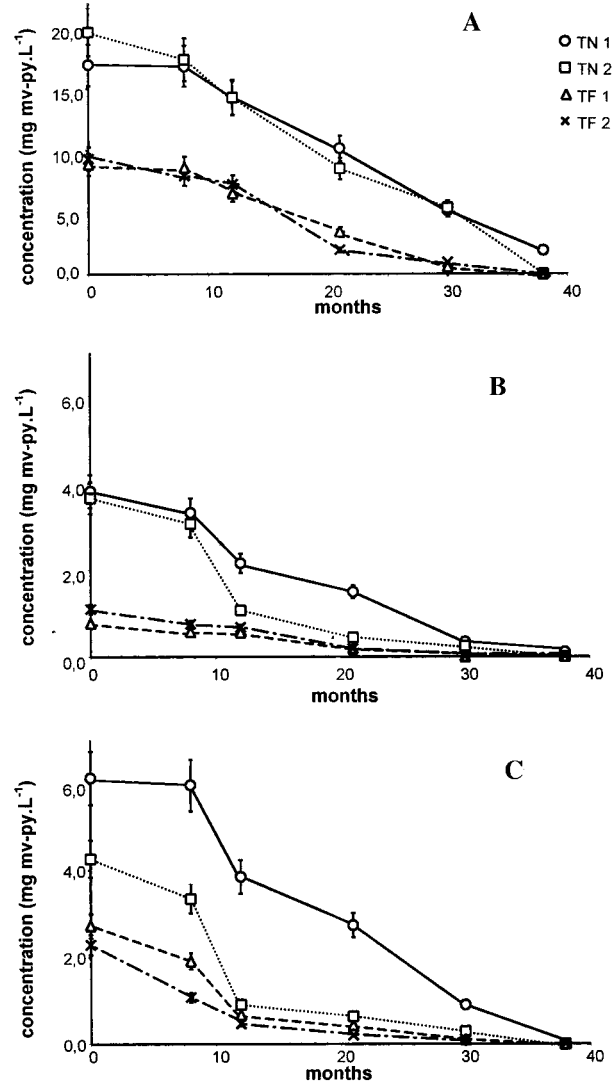 A
TN 1
TN 2
TF 1
TF 2
concentration (mg mv-py.L⁻¹)
20,0
15,0
10,0
5,0
0,0
0 10 20 30 40
months
B
concentration (mg mv-py.L⁻¹)
6,0
4,0
2,0
0,0
0 10 20 30 40
months
C
concentration (mg mv-py.L⁻¹)
6,0
4,0
2,0
0,0
0 10 20 30 40
months